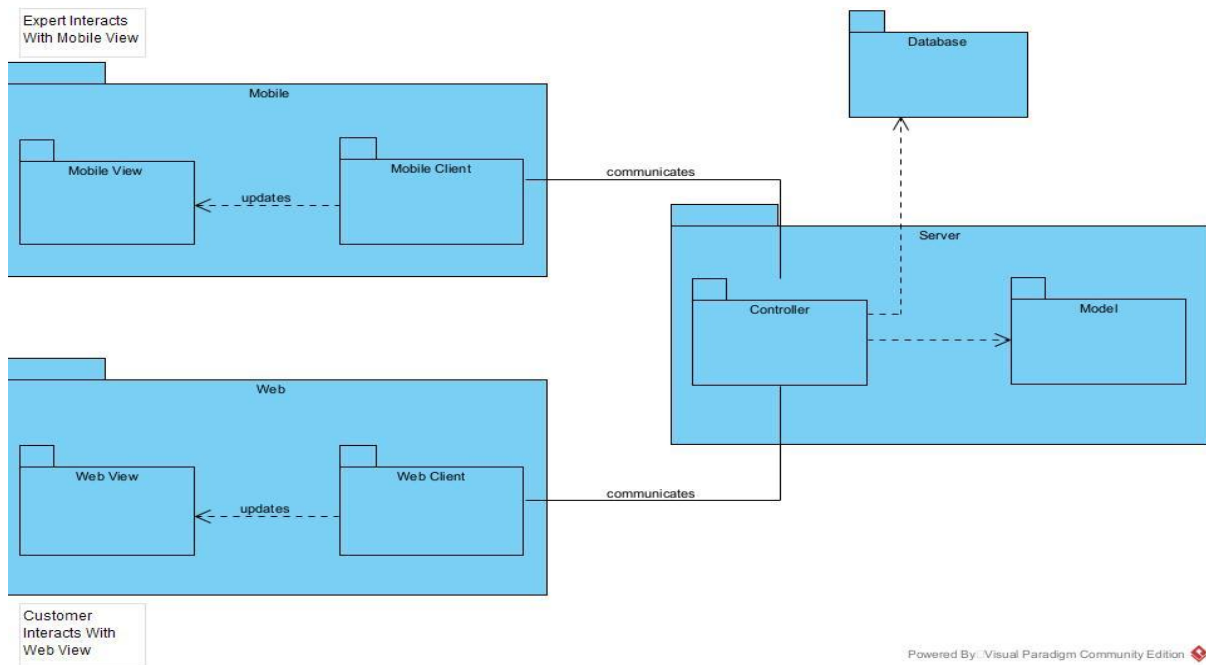 Expert Interacts
With Mobile View
Database
Mobile
Mobile View
Mobile Client
updates
communicates
Server
Controller
Model
Web
Web View
Web Client
updates
communicates
Customer
Interacts With
Web View
Powered By Visual Paradigm Community Edition